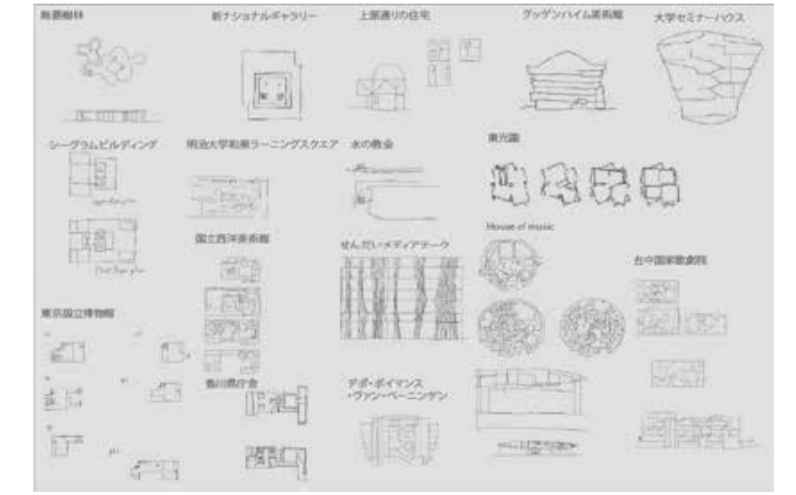 新ナショナルギャラリー
上原通りの住宅
グッゲンハイム美術館
大学セミナーハウス
シーグラムビルディング
明治大学和泉ラーニングスクエア
水の教会
東光園
国立西洋美術館
せんだいメディアテーク
House of music
台中国家歌劇院
東京国立博物館
香川県庁舎
デポ・ボイマンス
・ヴァン・ベーニンゲン